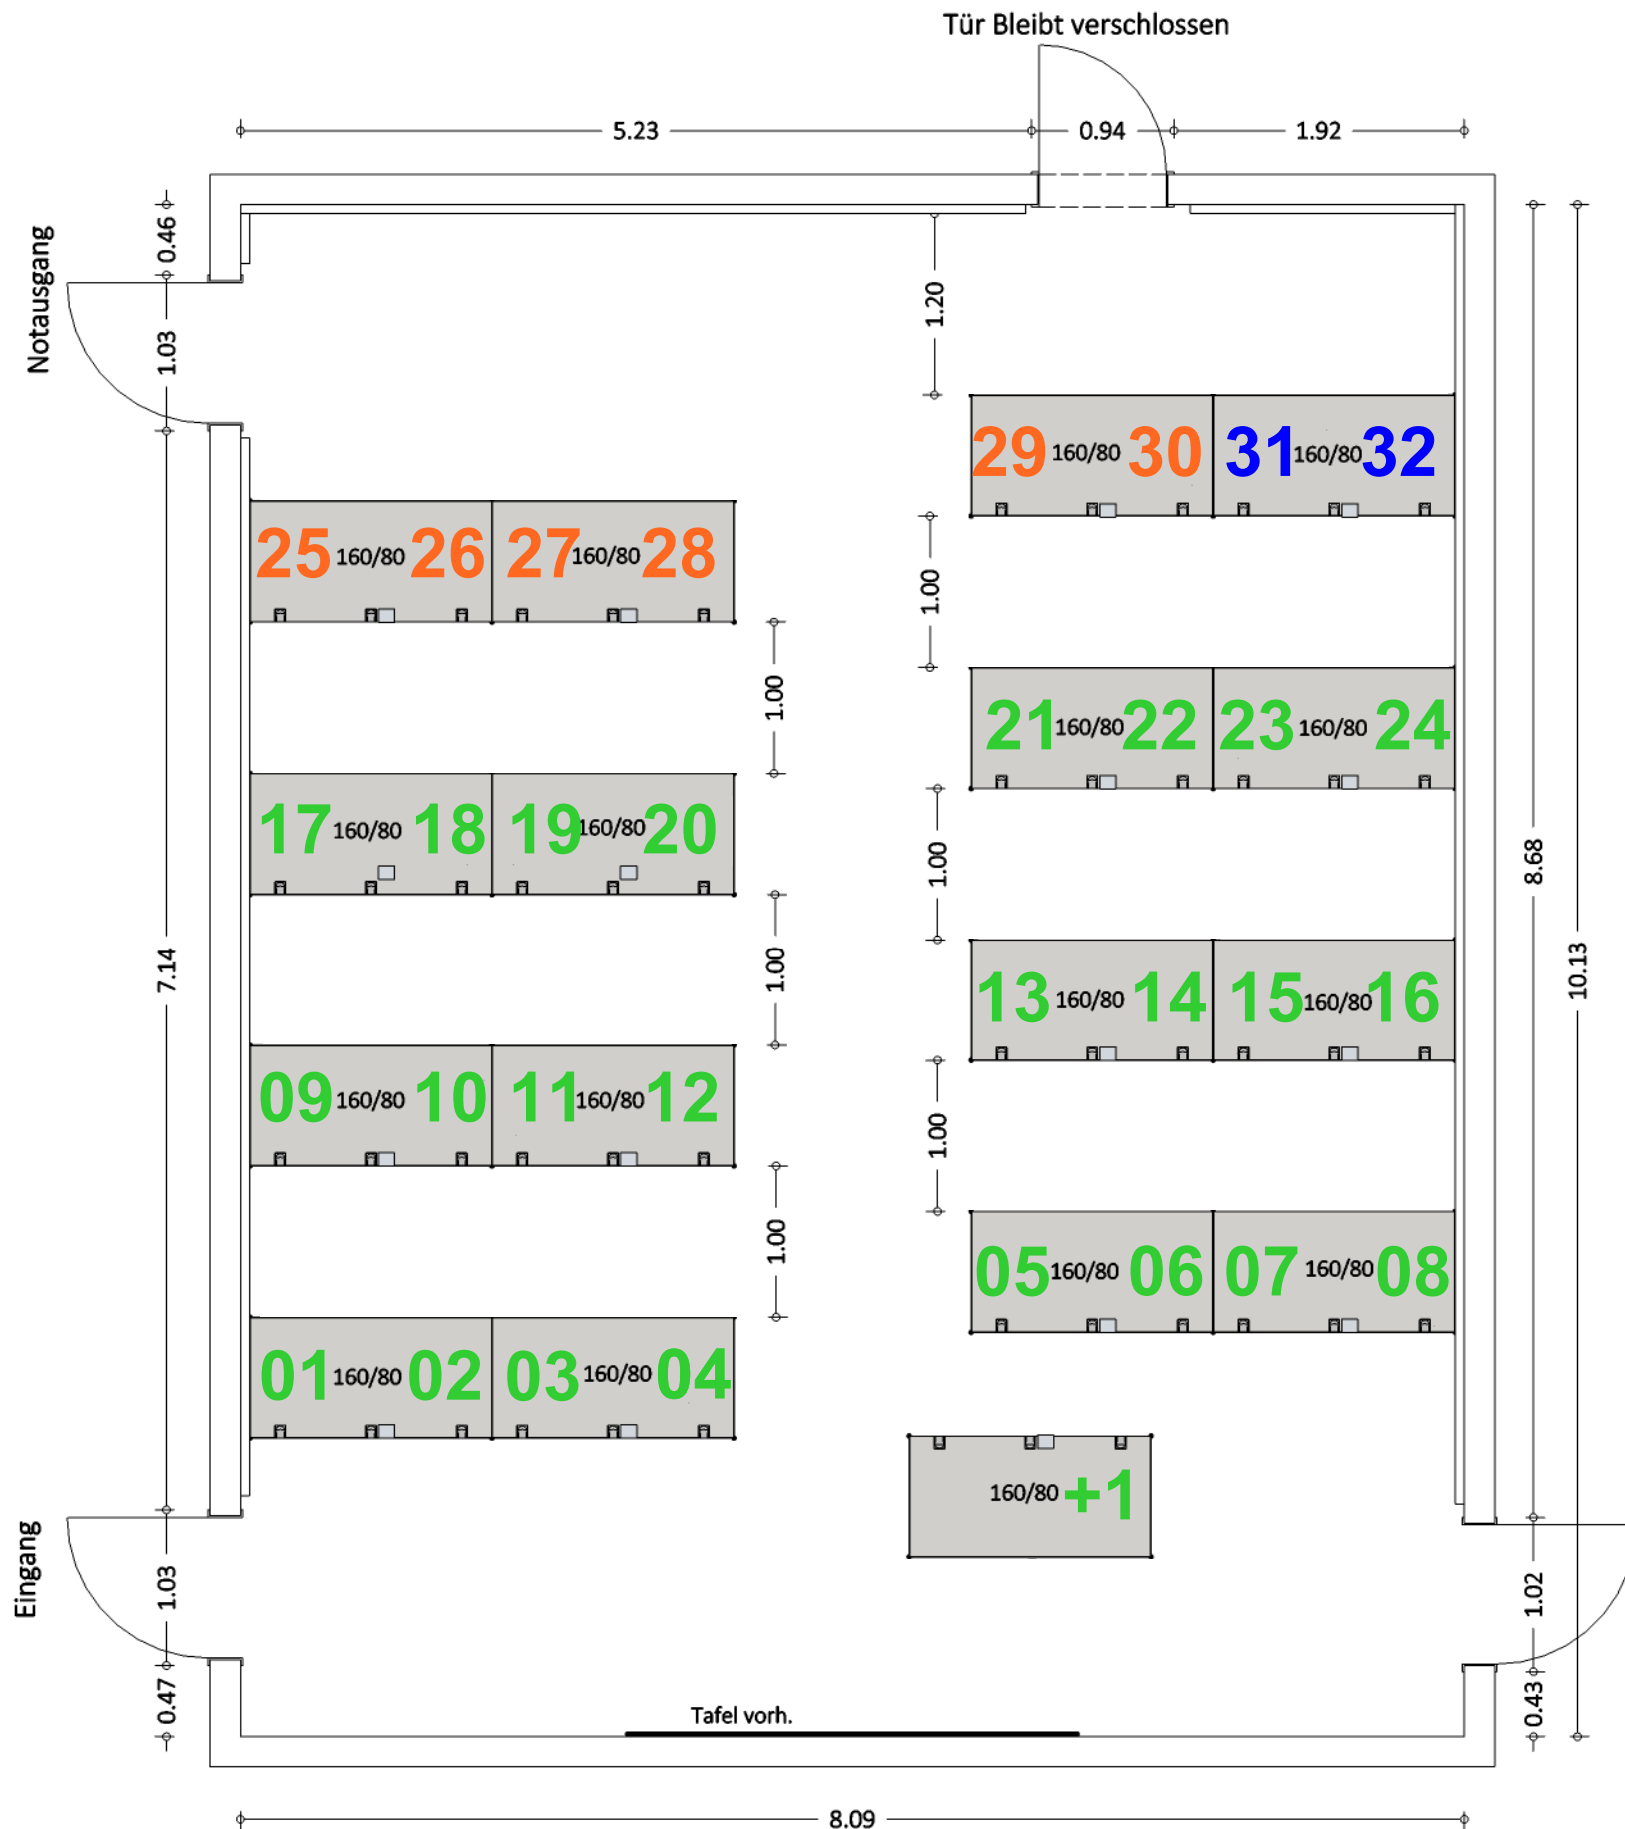 Tür Bleibt verschlossen
5.23 0.94 1.92
0.46
Notausgang
1.03
1.20
29 160/80 30 31 160/80 32
25 160/80 26 27 160/80 28
1.00
1.00
21 160/80 22 23 160/80 24
17 160/80 18 19 160/80 20
1.00
8.68
7.14
1.00
10.13
13 160/80 14 15 160/80 16
09 160/80 10 11 160/80 12
1.00
1.00
05 160/80 06 07 160/80 08
01 160/80 02 03 160/80 04
160/80 +1
Eingang
1.03
1.02
0.47
0.43
Tafel vorh.
8.09